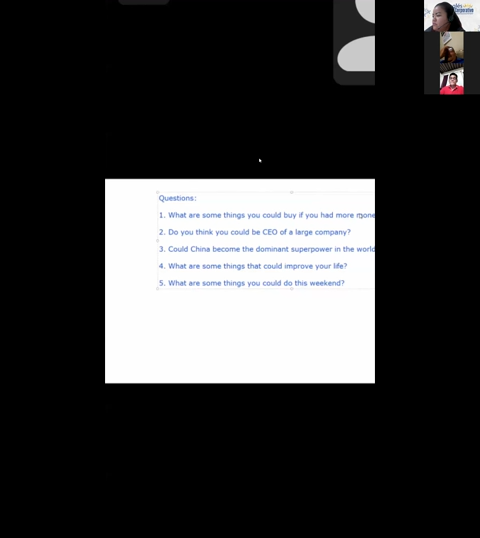 Corporative
Questions:
1. What are some things you could buy if you had more mone
2. Do you think you could be CEO of a large company?
3. Could China become the dominant superpower in the world
4. What are some things that could improve your life?
5. What are some things you could do this weekend?